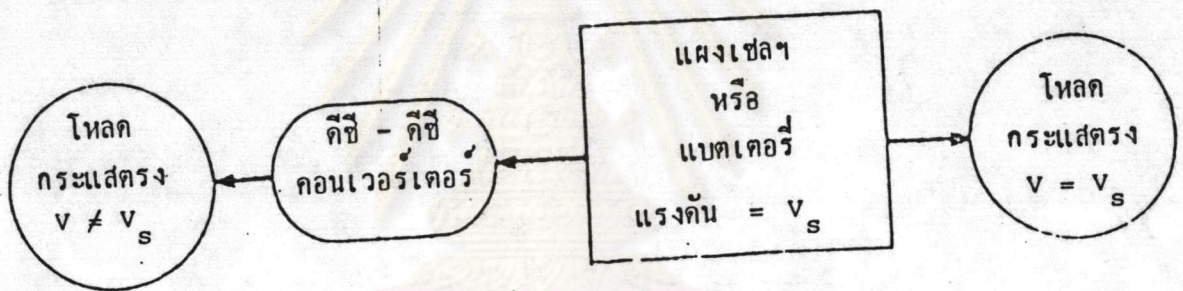 โหลด
กระแสตรง
V ≠ V_s
ดีซี - ดีซี
คอนเวอร์เตอร์
แผงเซลฯ
หรือ
แบตเตอรี่
แรงดัน = V_s
โหลด
กระแสตรง
V = V_s